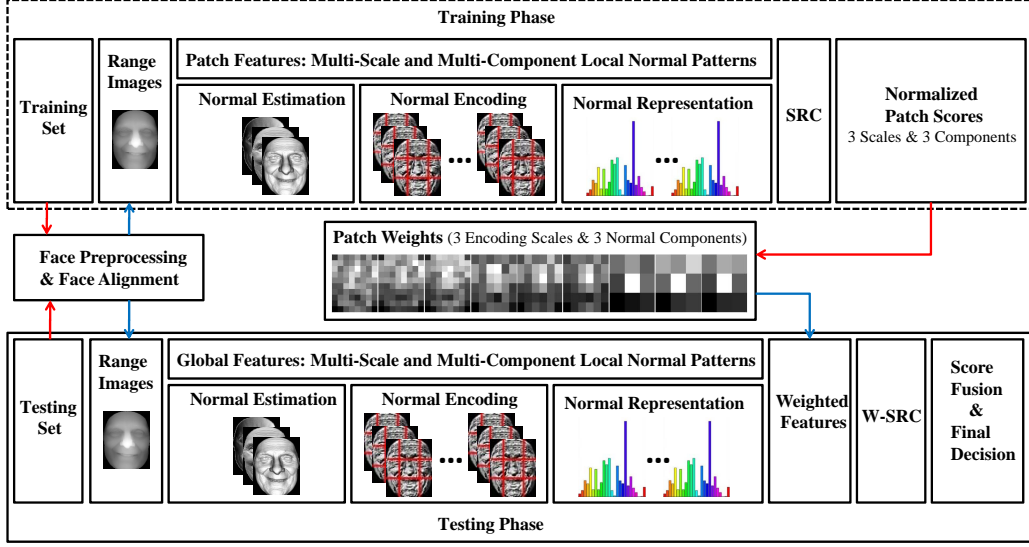 Training Phase
Training
Set
Range
Images
Patch Features: Multi-Scale and Multi-Component Local Normal Patterns
Normal Estimation
Normal Encoding
Normal Representation
SRC
Normalized
Patch Scores
3 Scales & 3 Components
Face Preprocessing
& Face Alignment
Patch Weights (3 Encoding Scales & 3 Normal Components)
Testing
Set
Range
Images
Global Features: Multi-Scale and Multi-Component Local Normal Patterns
Normal Estimation
Normal Encoding
Normal Representation
Weighted
Features
W-SRC
Score
Fusion
&
Final
Decision
Testing Phase